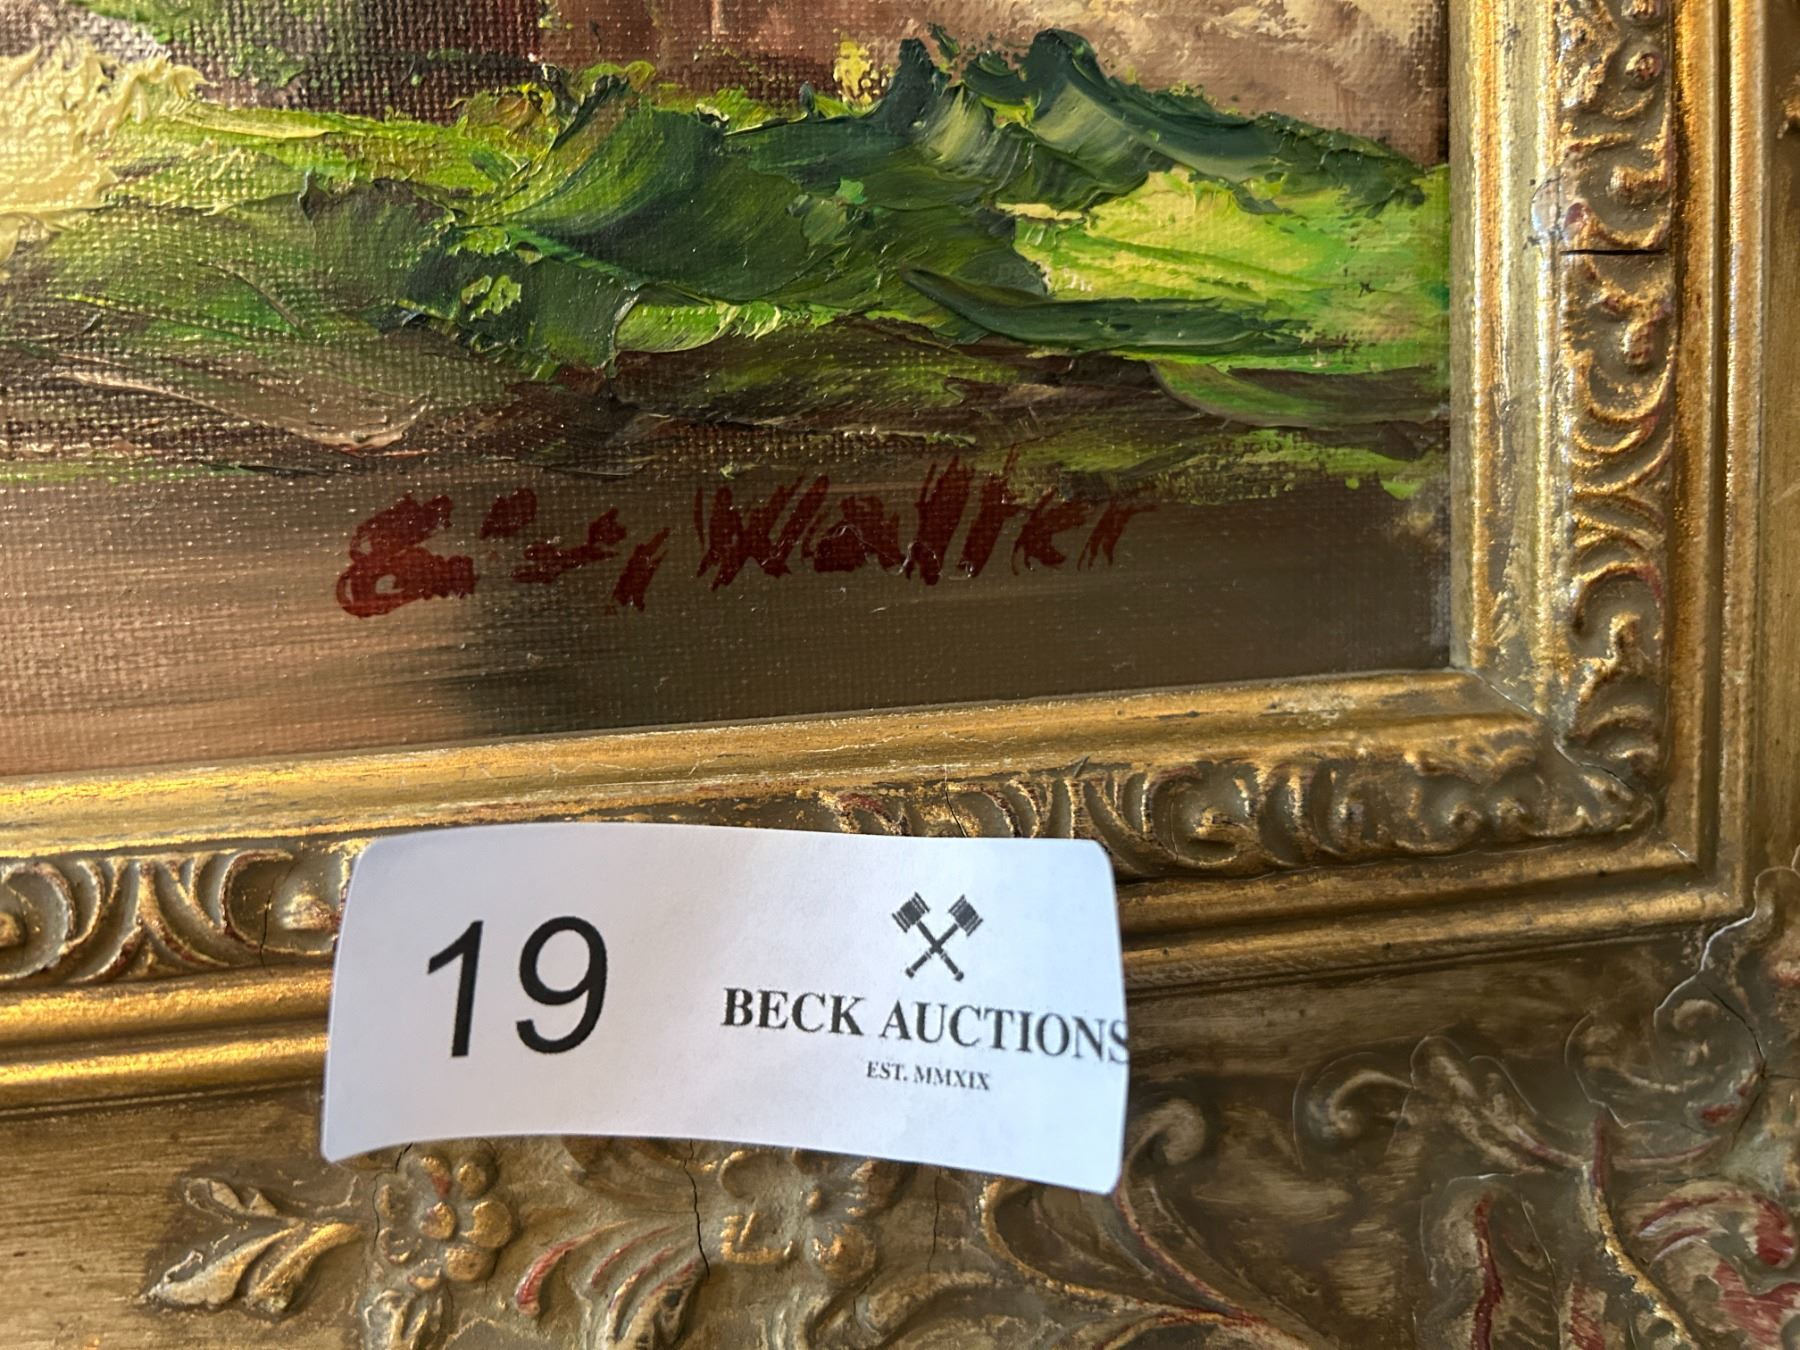 Walter
19
BECK AUCTIONS
EST. MMXIX